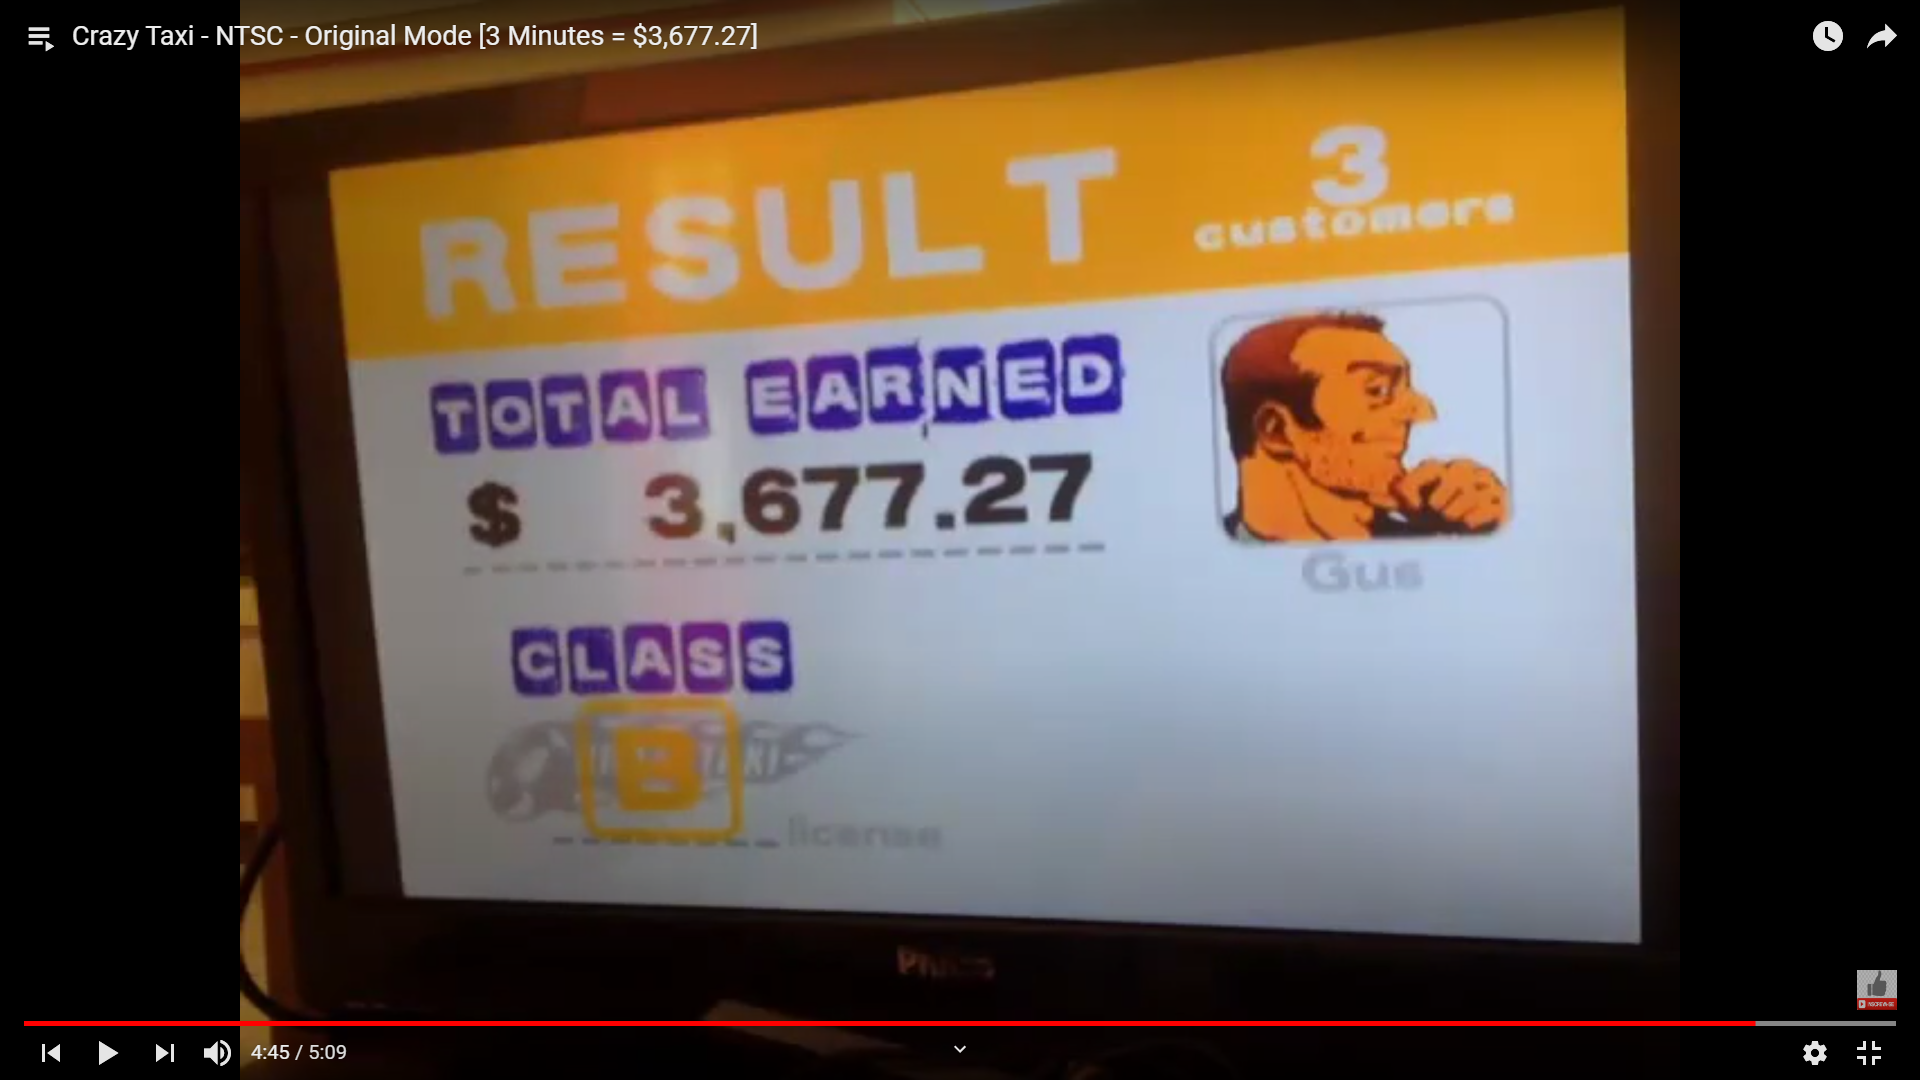 Crazy Taxi - NTSC - Original Mode [3 Minutes = $3,677.27]
RESULT
3
customers
TOTAL EARNED
$ 3,677.27
Gus
CLASS
B
license
4:45 / 5:09